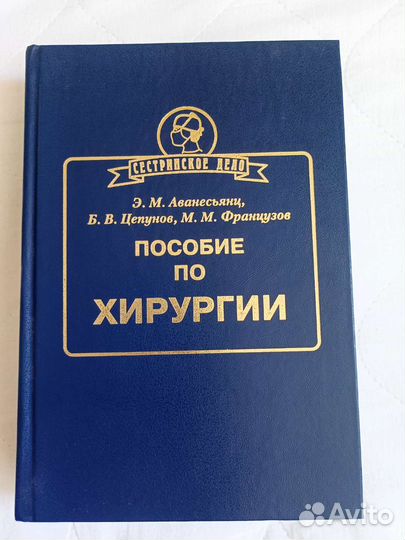 СЕСТРИНСКОЕ ДЕЛО
Э. М. Аванесьянц,
Б. В. Цепунов, М. М. Французов
ПОСОБИЕ
ПО
ХИРУРГИИ
Avito